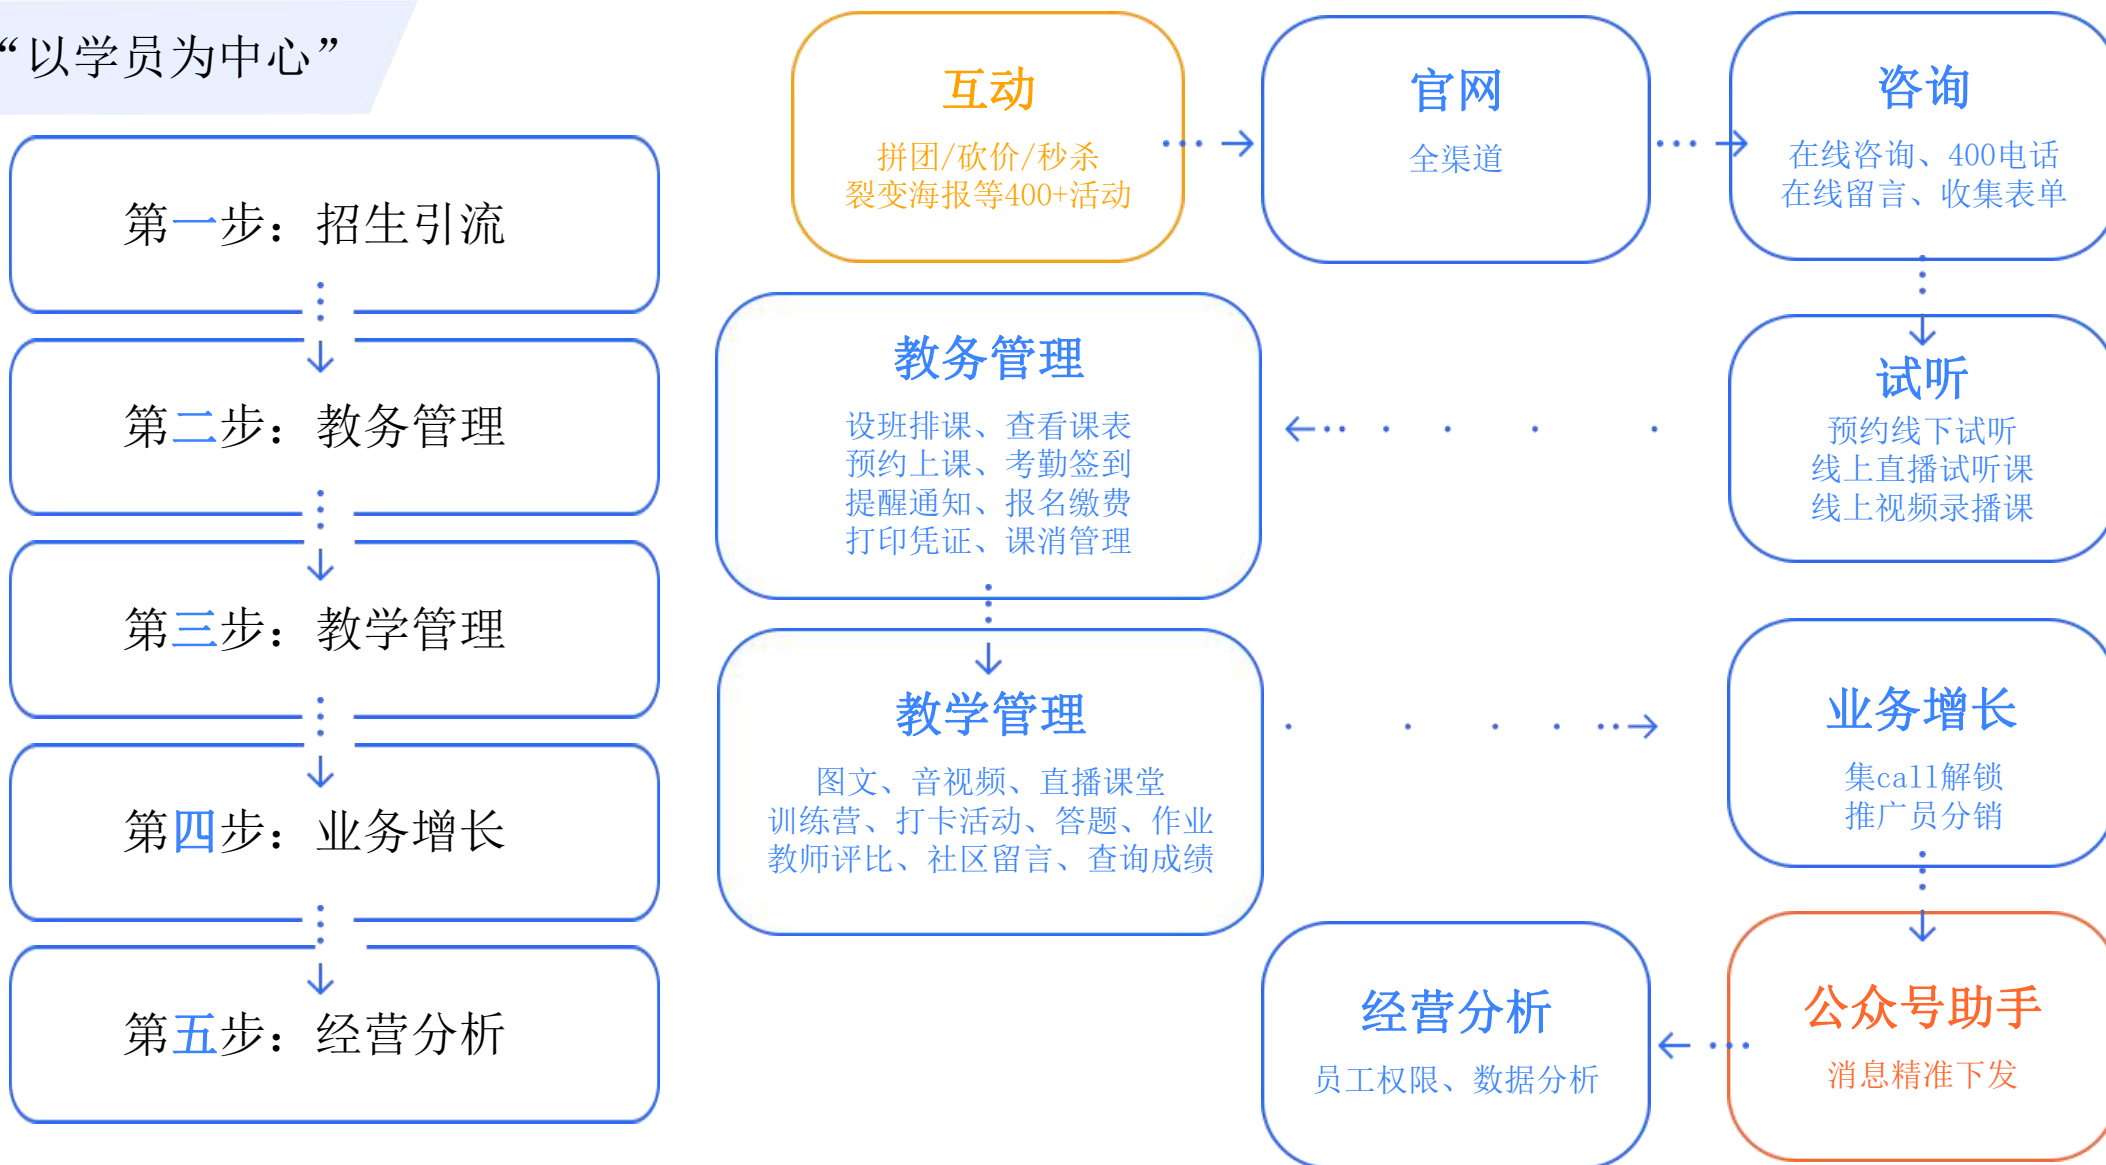 “以学员为中心”
第一步：招生引流
第二步：教务管理
第三步：教学管理
第四步：业务增长
第五步：经营分析
互动
拼团/砍价/秒杀
裂变海报等400+活动
官网
全渠道
咨询
在线咨询、400电话
在线留言、收集表单
试听
预约线下试听
线上直播试听课
线上视频录播课
教务管理
设班排课、查看课表
预约上课、考勤签到
提醒通知、报名缴费
打印凭证、课消管理
教学管理
图文、音视频、直播课堂
训练营、打卡活动、答题、作业
教师评比、社区留言、查询成绩
业务增长
集call解锁
推广员分销
公众号助手
消息精准下发
经营分析
员工权限、数据分析